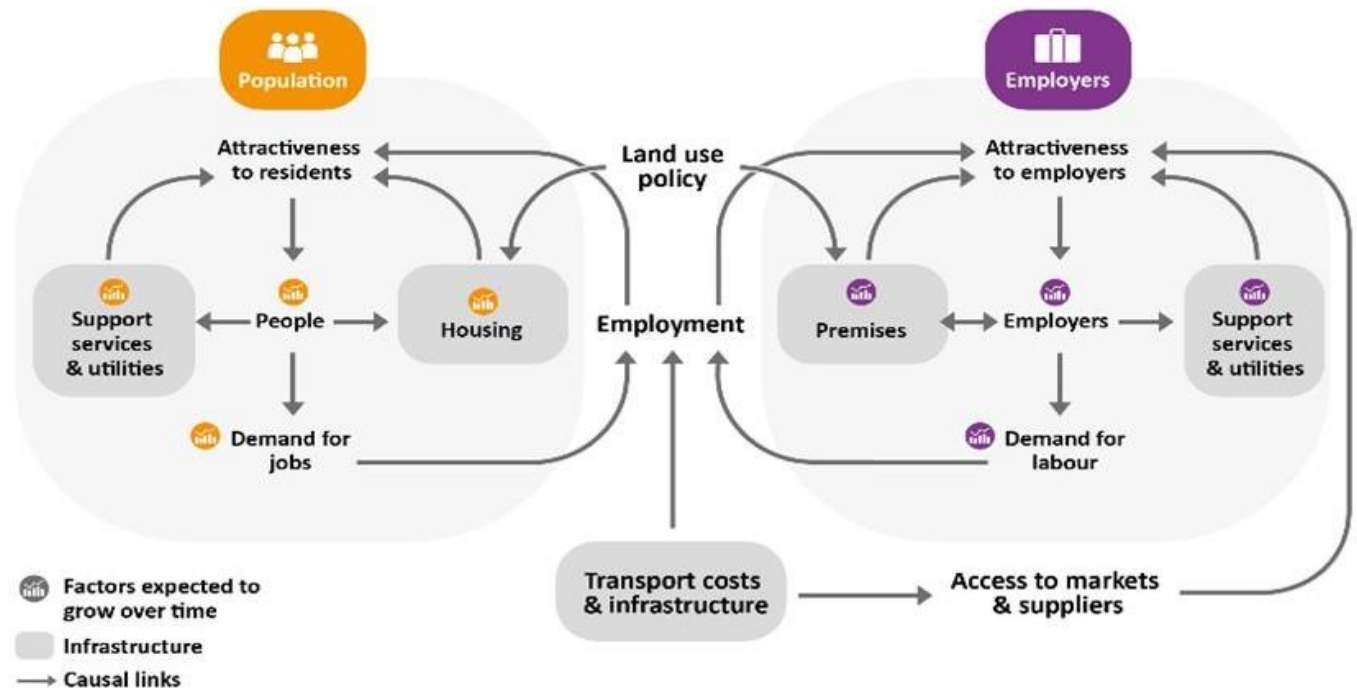 Population
Employers
Attractiveness
to residents
Land use
policy
Attractiveness
to employers
Support
services
& utilities
People
Housing
Employment
Premises
Employers
Support
services
& utilities
Demand for
jobs
Demand for
labour
Transport costs
& infrastructure
Access to markets
& suppliers
Factors expected to
grow over time
Infrastructure
Causal links